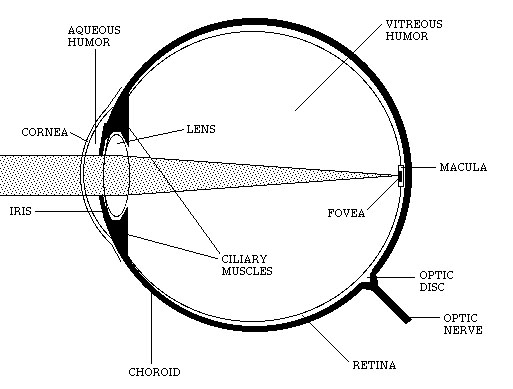 AQUEOUS
HUMOR
VITREOUS
HUMOR
CORNEA
LENS
MACULA
IRIS
FOVEA
CILIARY
MUSCLES
OPTIC
DISC
OPTIC
NERVE
RETINA
CHOROID